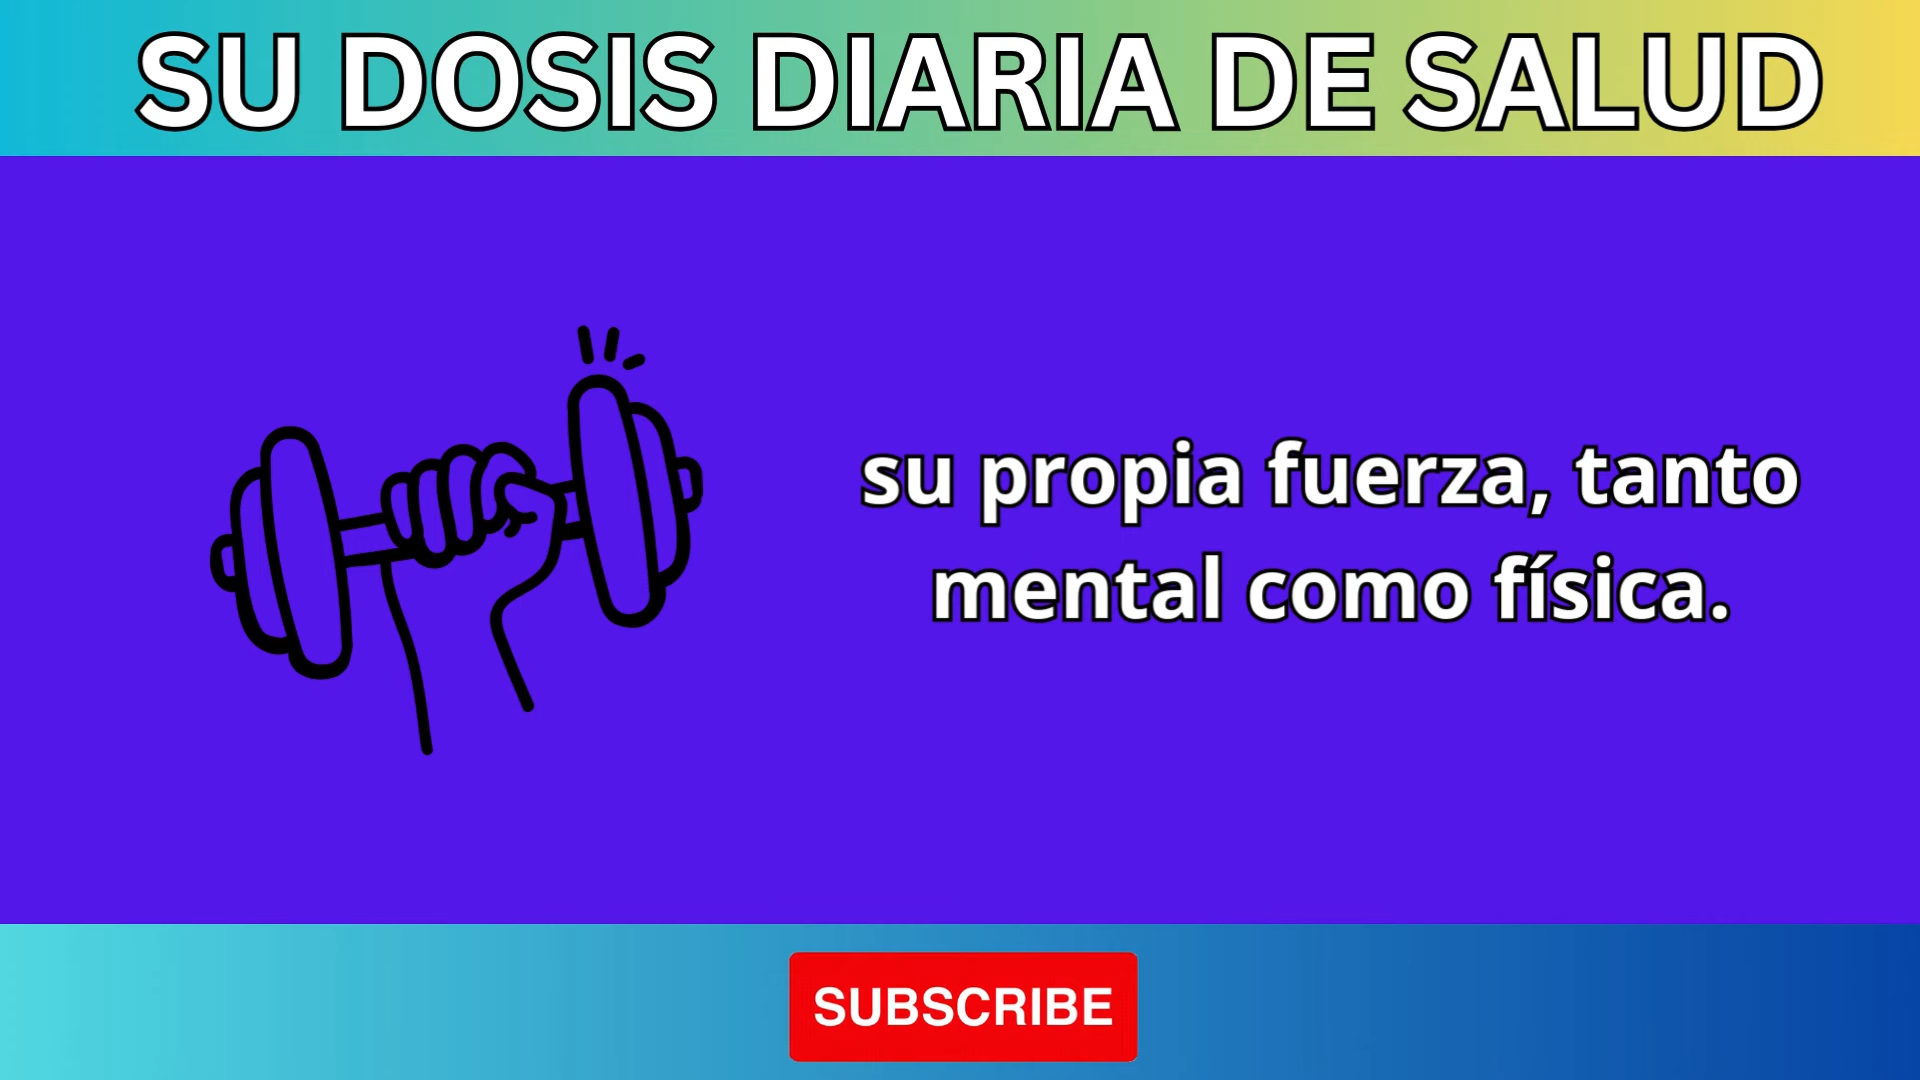 SU DOSIS DIARIA DE SALUD
su propia fuerza, tanto
mental como física.
SUBSCRIBE